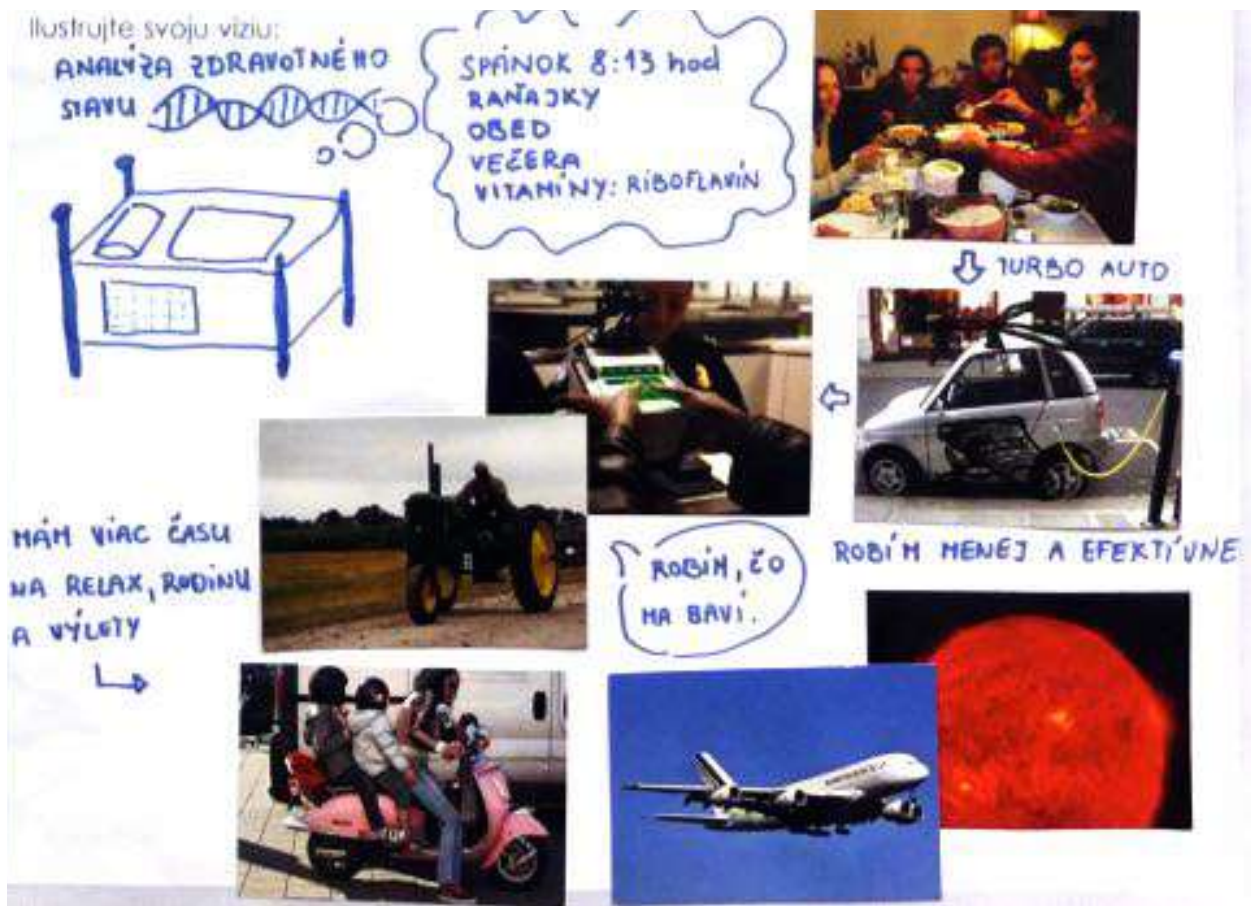 Ilustrujte svoju víziu:
ANALÝZA ZDRAVOTNÉHO
STAVU
SPÁNOK 8:13 hod
RAŇAJKY
OBED
VEČERA
VITAMÍNY: RIBOFLAVÍN
TURBO AUTO
ROBÍM MENEJ A EFEKTÍVNE
ROBÍM, ČO
MA BAVÍ.
MÁM VIAC ČASU
NA RELAX, RODINU
A VÝLETY